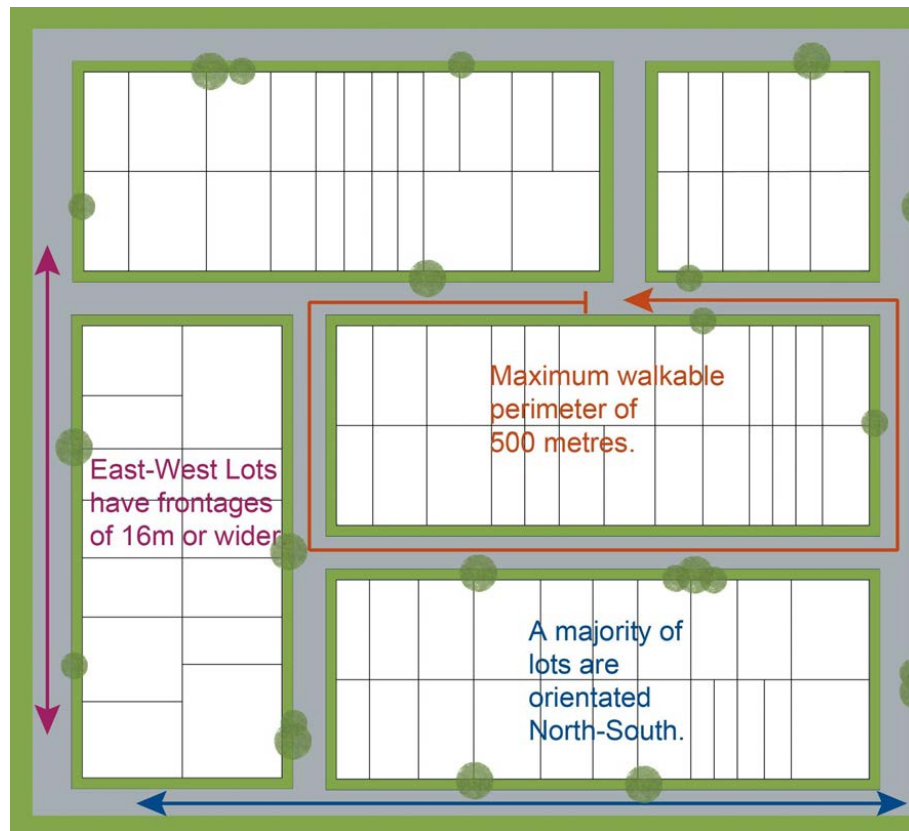 Maximum walkable
perimeter of
500 metres.
East-West Lots
have frontages
of 16m or wider
A majority of
lots are
orientated
North-South.